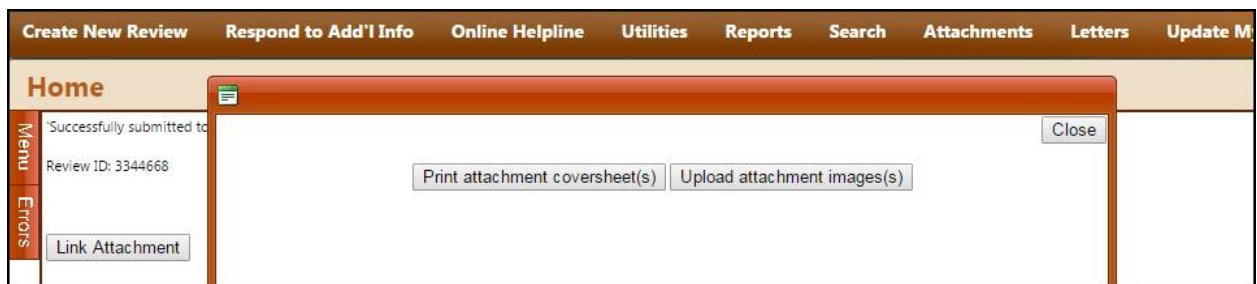 Create New Review Respond to Add'l Info Online Helpline Utilities Reports Search Attachments Letters Update M
Home
'Successfully submitted to
Close
Menu
Review ID: 3344668
Print attachment coversheet(s) Upload attachment images(s)
Errors
Link Attachment